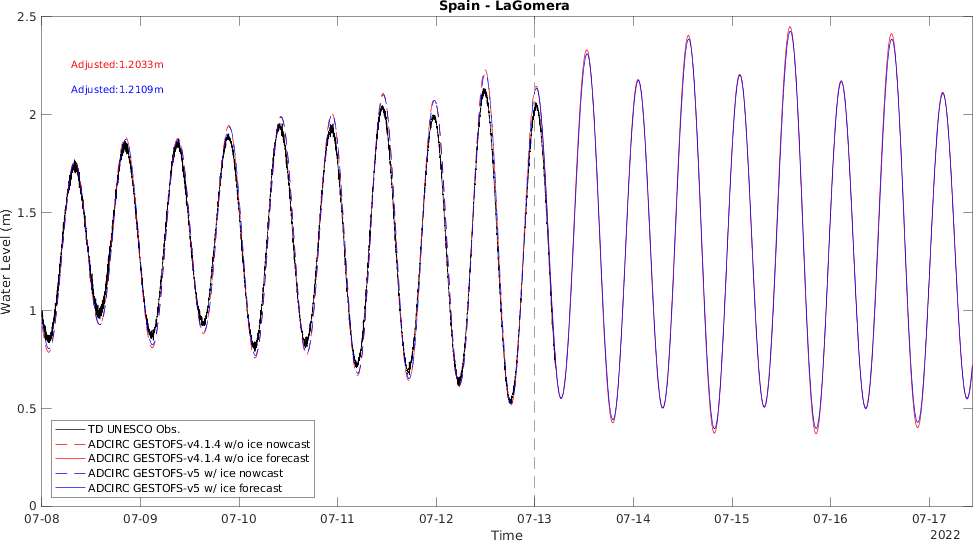 Spain - LaGomera
2.5
Adjusted:1.2033m
Adjusted:1.2109m
2
1.5
Water Level (m)
1
0.5
TD UNESCO Obs.
ADCIRC GESTOFS-v4.1.4 w/o ice nowcast
ADCIRC GESTOFS-v4.1.4 w/o ice forecast
ADCIRC GESTOFS-v5 w/ ice nowcast
ADCIRC GESTOFS-v5 w/ ice forecast
0
07-08 07-09 07-10 07-11 07-12 07-13 07-14 07-15 07-16 07-17
Time
2022